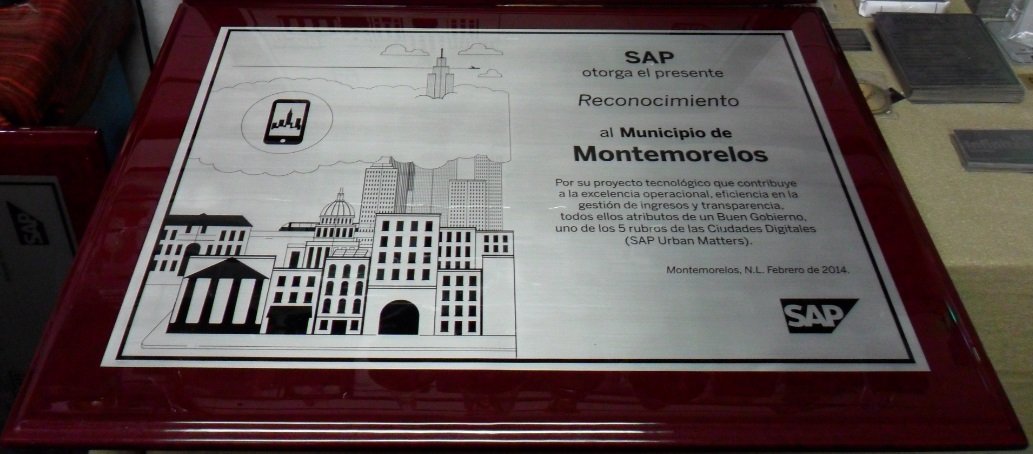 SAP
otorga el presente
Reconocimiento
al Municipio de
Montemorelos
Por su proyecto tecnológico que contribuye
a la excelencia operacional, eficiencia en la
gestión de ingresos y transparencia,
todos ellos atributos de un Buen Gobierno,
uno de los 5 rubros de las Ciudades Digitales
(SAP Urban Matters).
Montemorelos, N.L. Febrero de 2014.
SAP
SAP